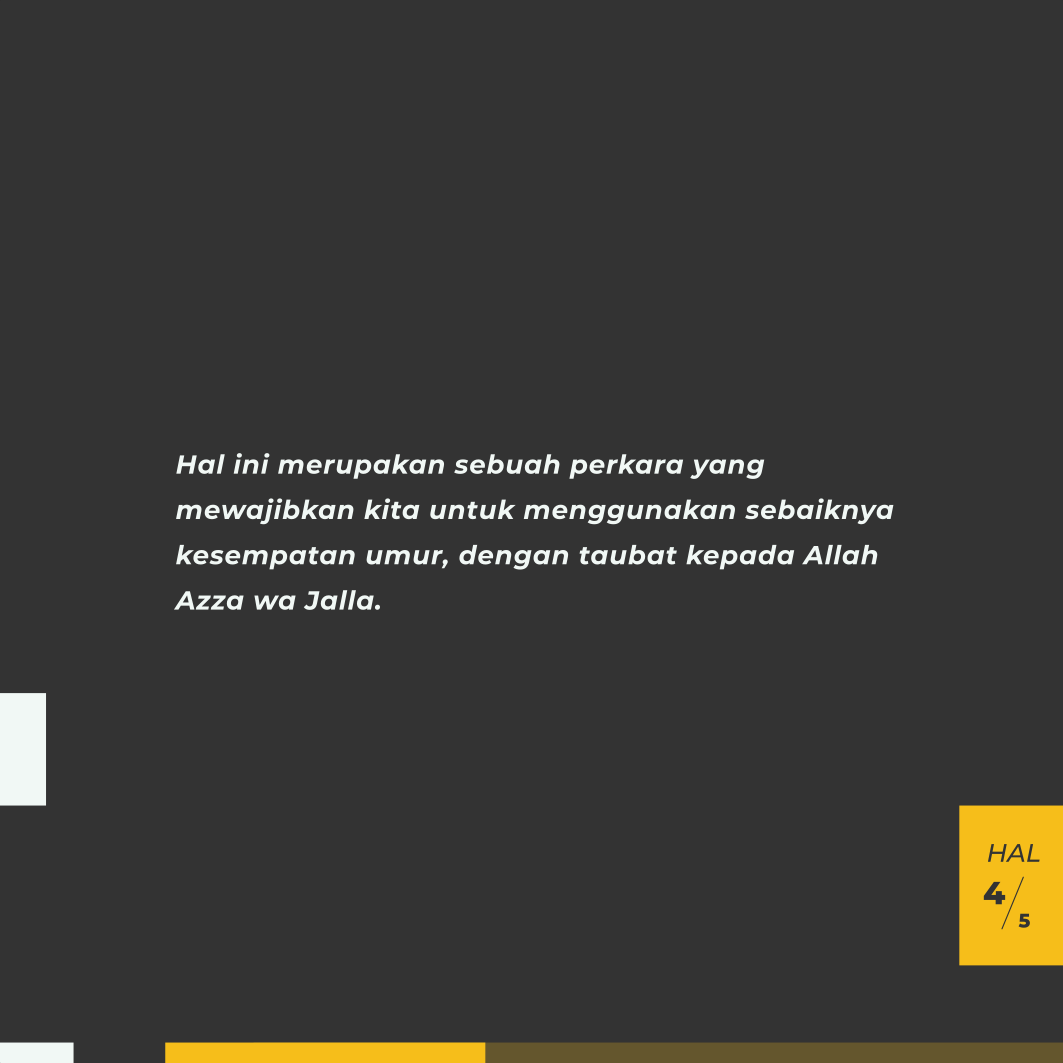 Hal ini merupakan sebuah perkara yang
mewajibkan kita untuk menggunakan sebaiknya
kesempatan umur, dengan taubat kepada Allah
Azza wa Jalla.
HAL
4/5